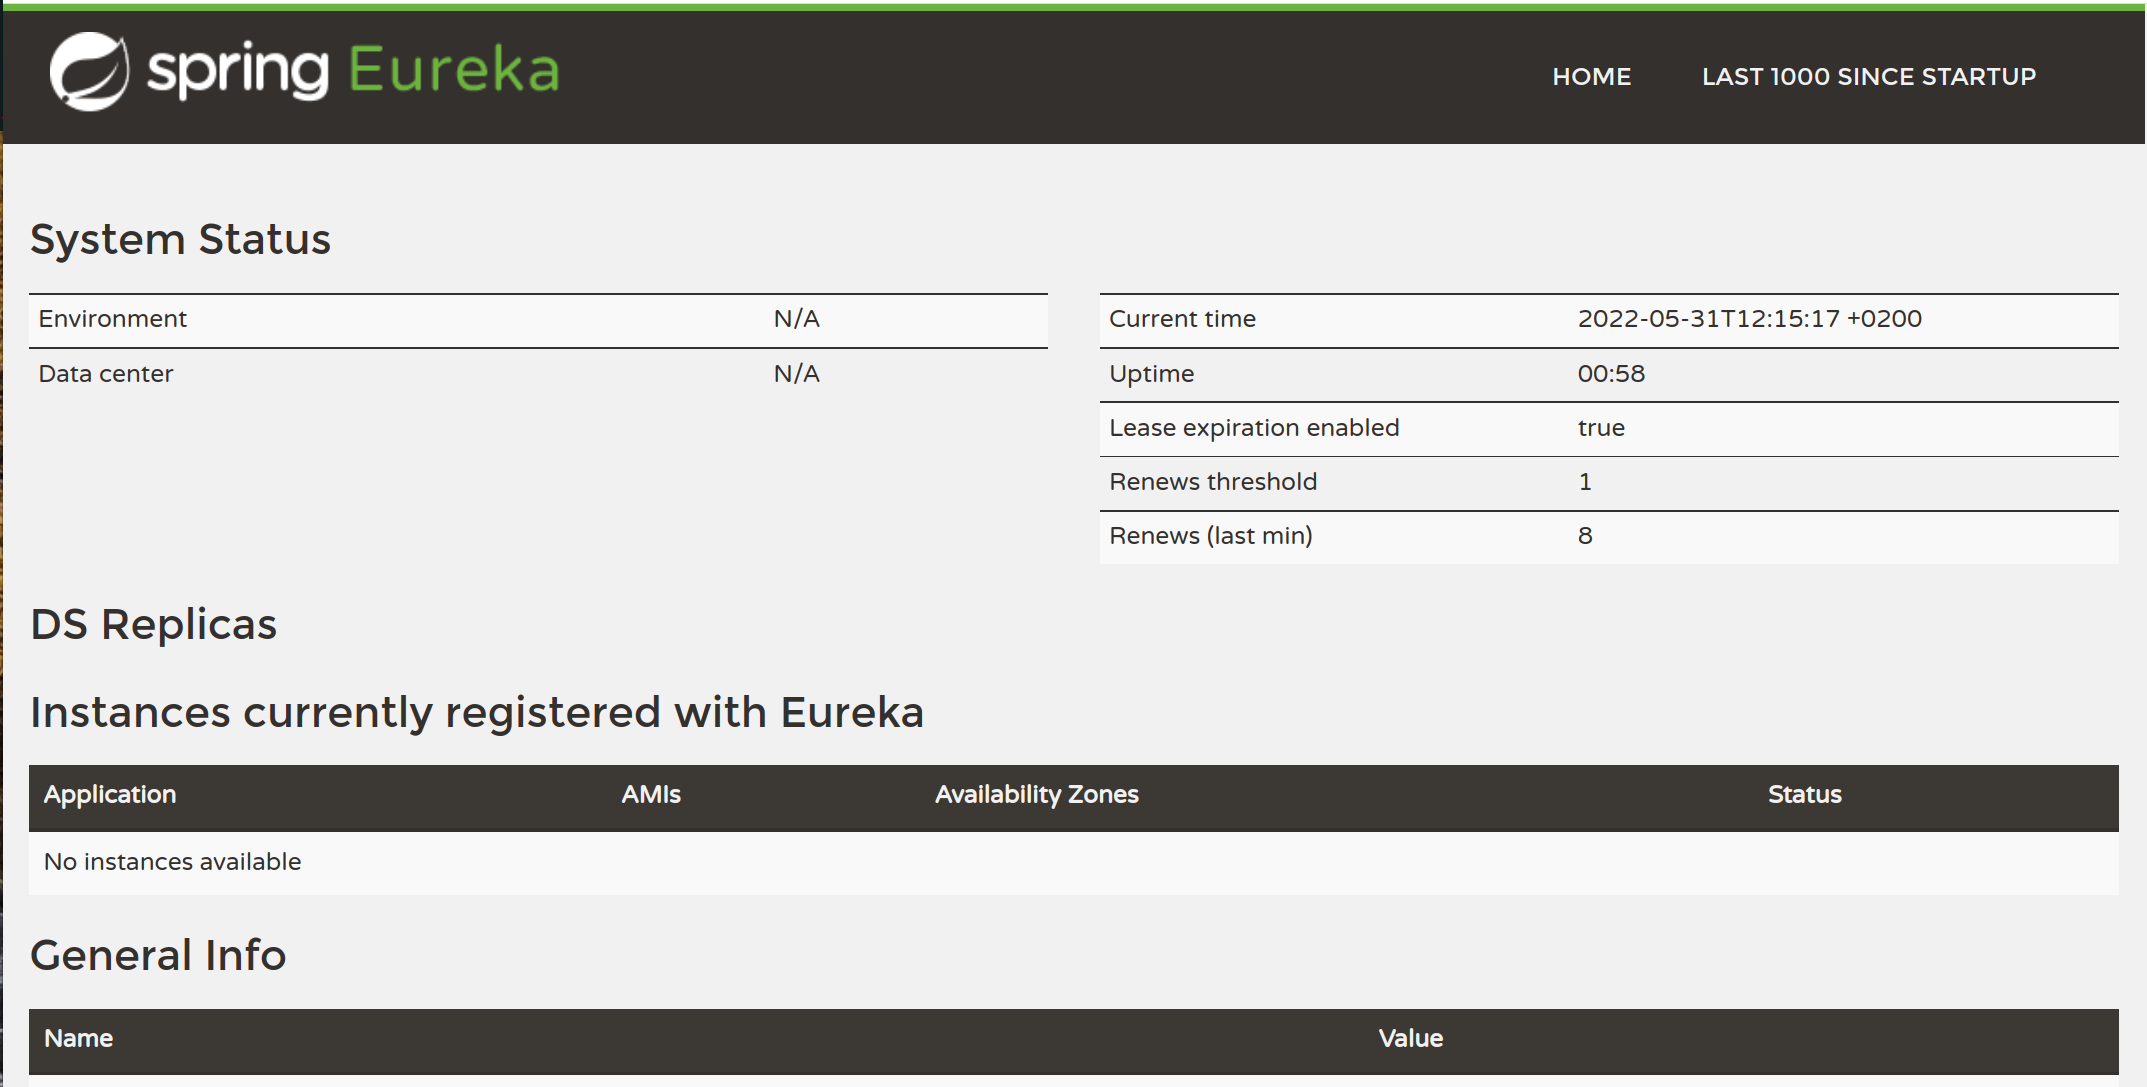 spring Eureka
HOME LAST 1000 SINCE STARTUP
System Status
Environment N/A
Data center N/A
Current time 2022-05-31T12:15:17 +0200
Uptime 00:58
Lease expiration enabled true
Renews threshold 1
Renews (last min) 8
DS Replicas
Instances currently registered with Eureka
Application AMIs Availability Zones Status
No instances available
General Info
Name Value